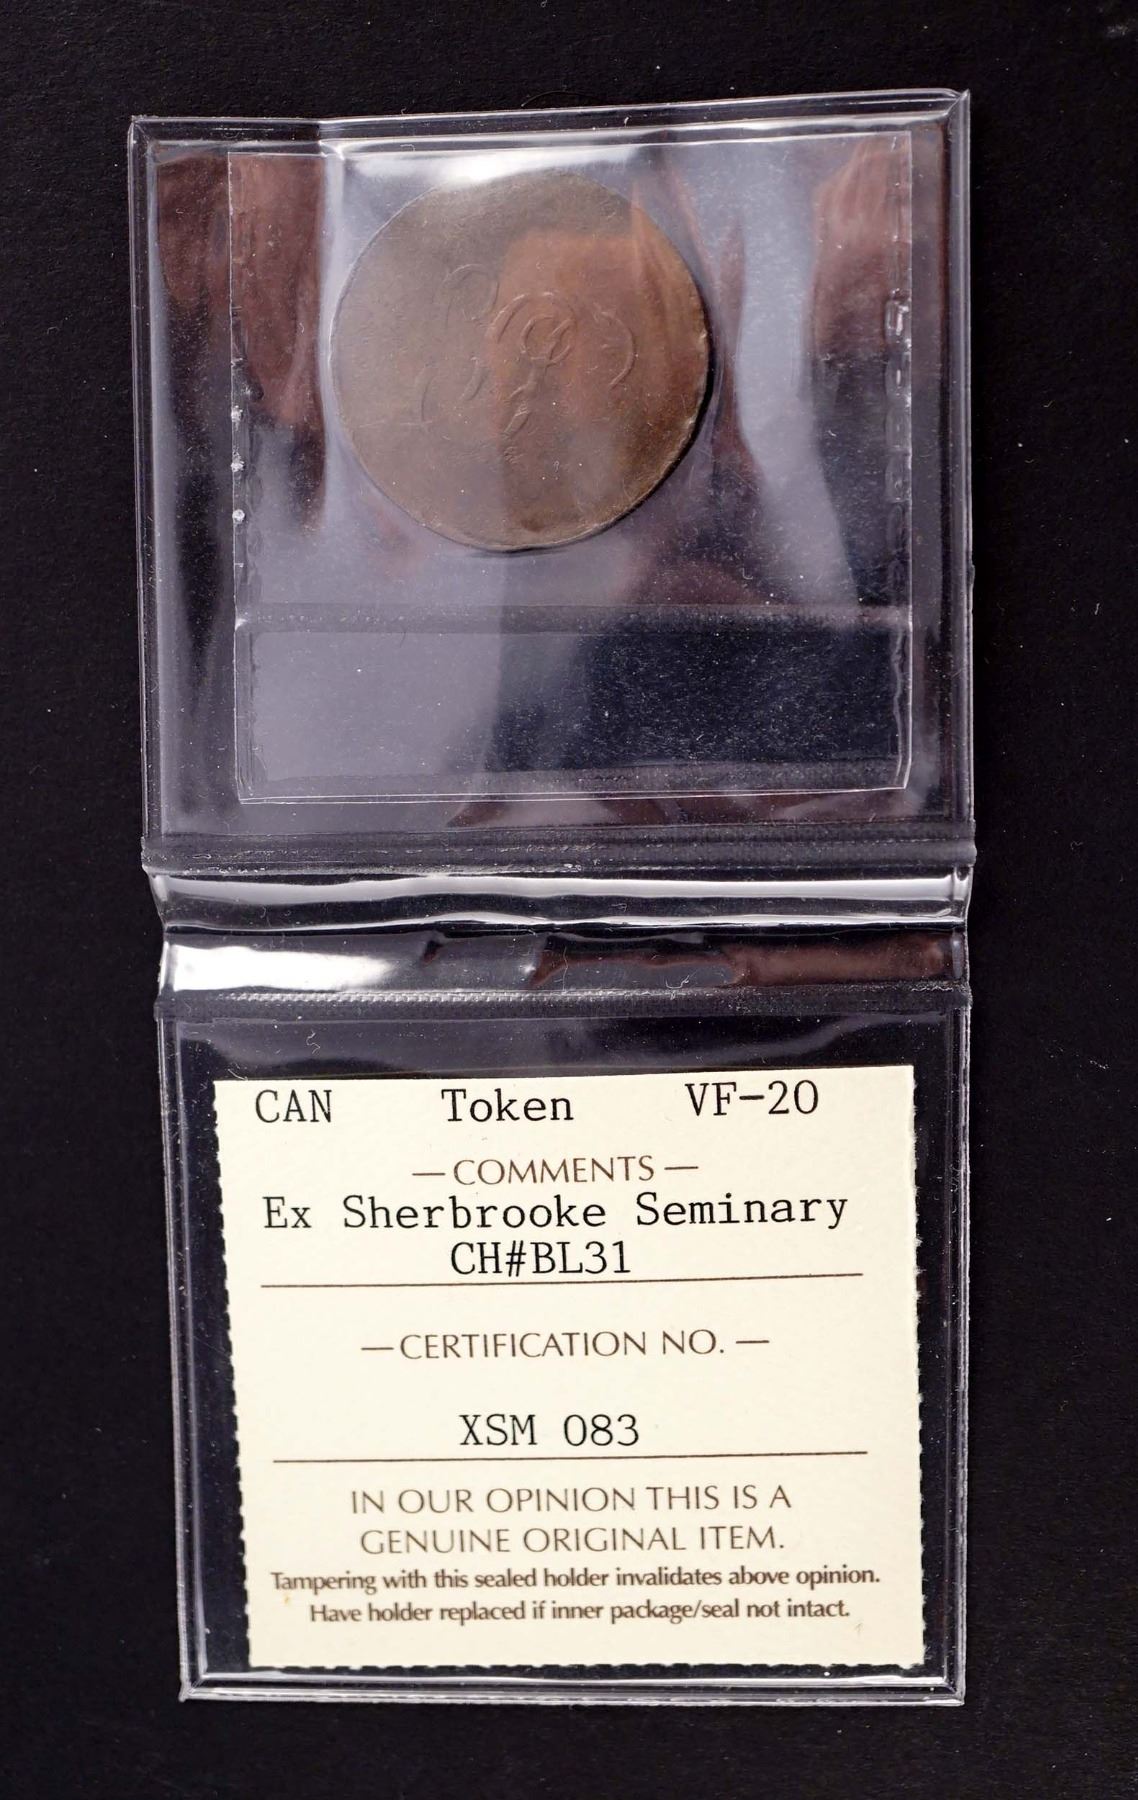 CAN Token VF-20
— COMMENTS —
Ex Sherbrooke Seminary
CH#BL31
— CERTIFICATION NO. —
XSM 083
IN OUR OPINION THIS IS A
GENUINE ORIGINAL ITEM.
Tampering with this sealed holder invalidates above opinion.
Have holder replaced if inner package/seal not intact.